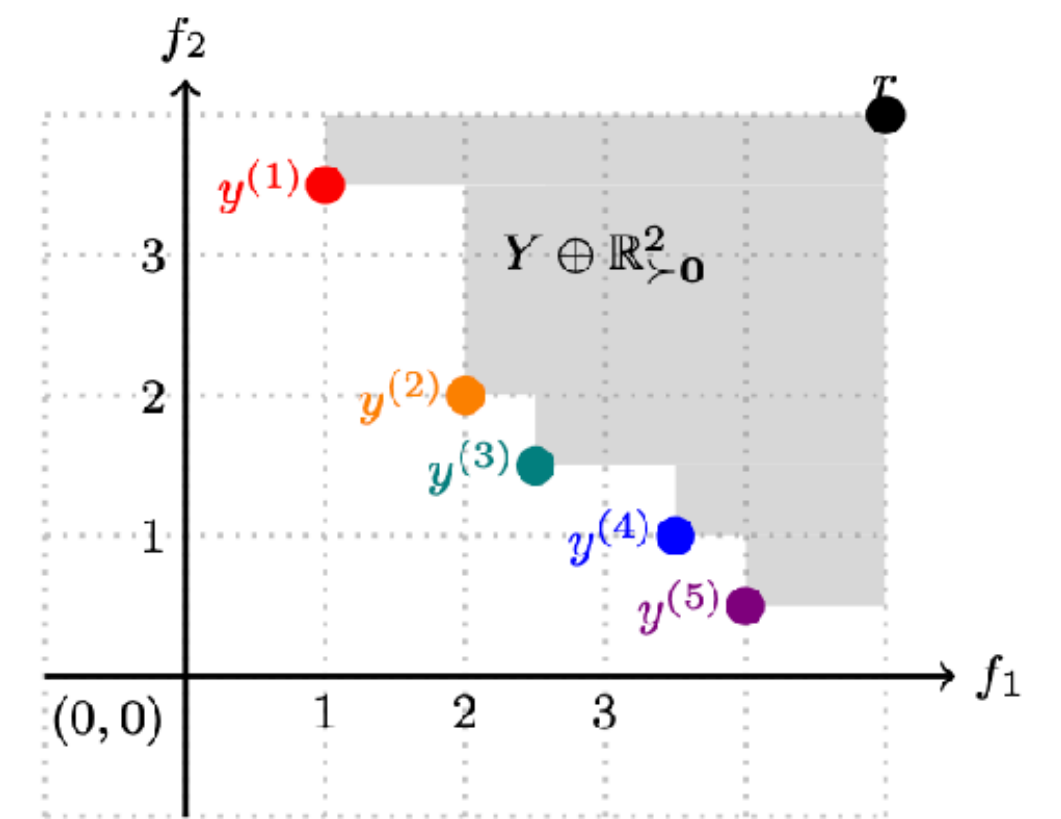 f₂
r
y⁽¹⁾
3
Y ⊕ ℝ²≻𝟎
2
y⁽²⁾
y⁽³⁾
1
y⁽⁴⁾
y⁽⁵⁾
f₁
(0, 0)
1
2
3